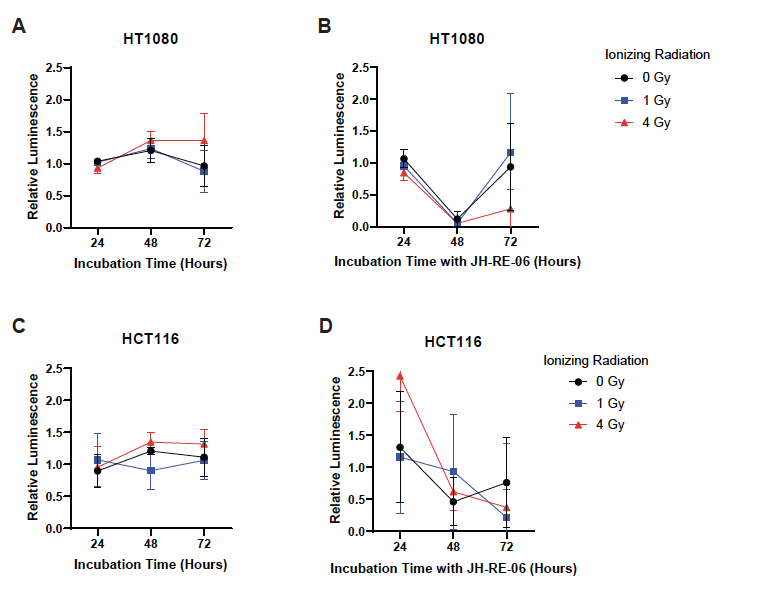 A
HT1080
2.5
2.0
1.5
1.0
0.5
0.0
Relative Luminescence
24 48 72
Incubation Time (Hours)
B
HT1080
2.5
2.0
1.5
1.0
0.5
0.0
Relative Luminescence
24 48 72
Incubation Time with JH-RE-06 (Hours)
Ionizing Radiation
0 Gy
1 Gy
4 Gy
C
HCT116
2.5
2.0
1.5
1.0
0.5
0.0
Relative Luminescence
24 48 72
Incubation Time (Hours)
D
HCT116
2.5
2.0
1.5
1.0
0.5
0.0
Relative Luminescence
24 48 72
Incubation Time with JH-RE-06 (Hours)
Ionizing Radiation
0 Gy
1 Gy
4 Gy